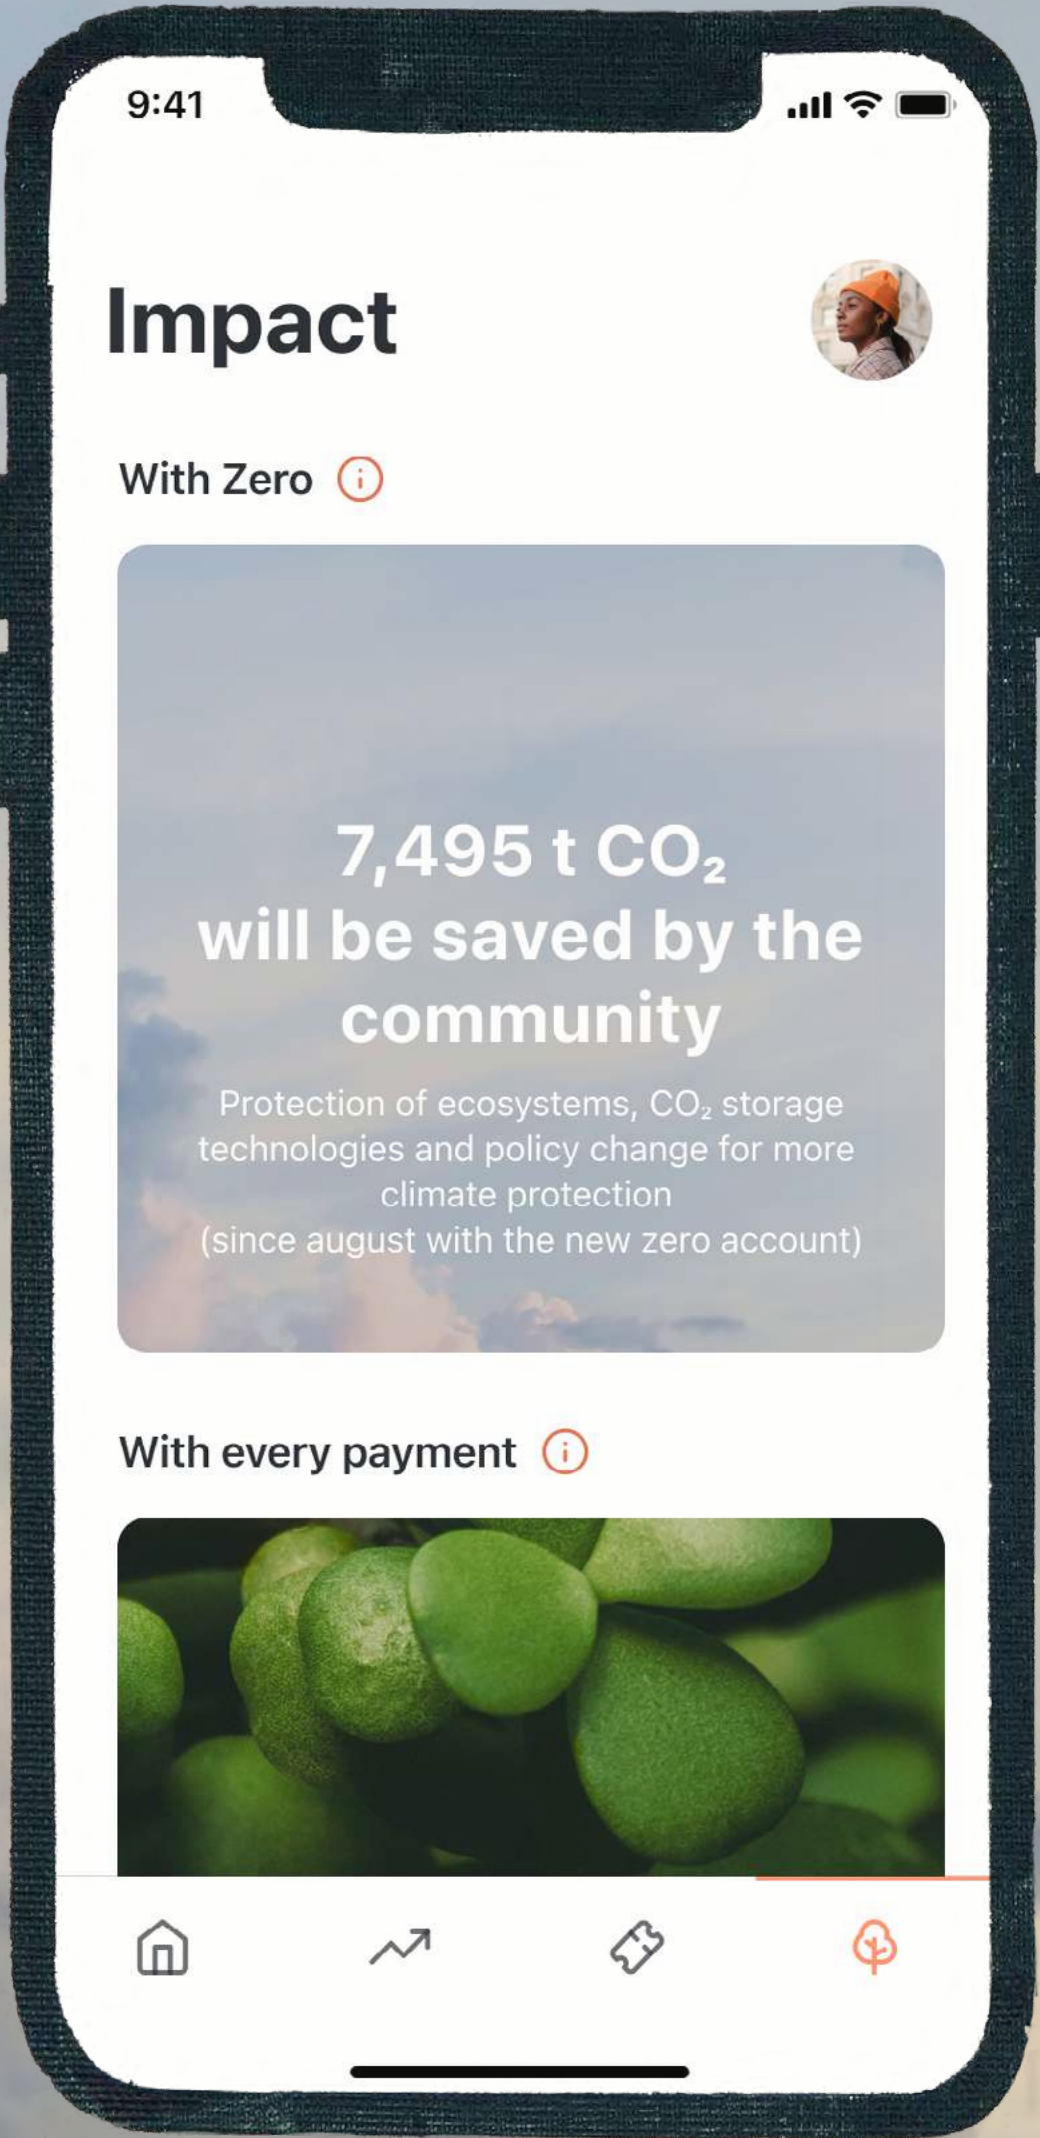 9:41
Impact
With Zero
7,495 t CO₂
will be saved by the
community
Protection of ecosystems, CO₂ storage
technologies and policy change for more
climate protection
(since august with the new zero account)
With every payment